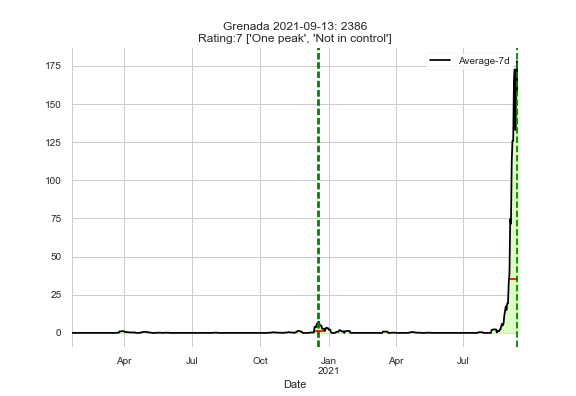 Grenada 2021-09-13: 2386
Rating:7 ['One peak', 'Not in control']
Average-7d
175
150
125
100
75
50
25
0
Apr
Jul
Oct
Jan
2021
Apr
Jul
Date